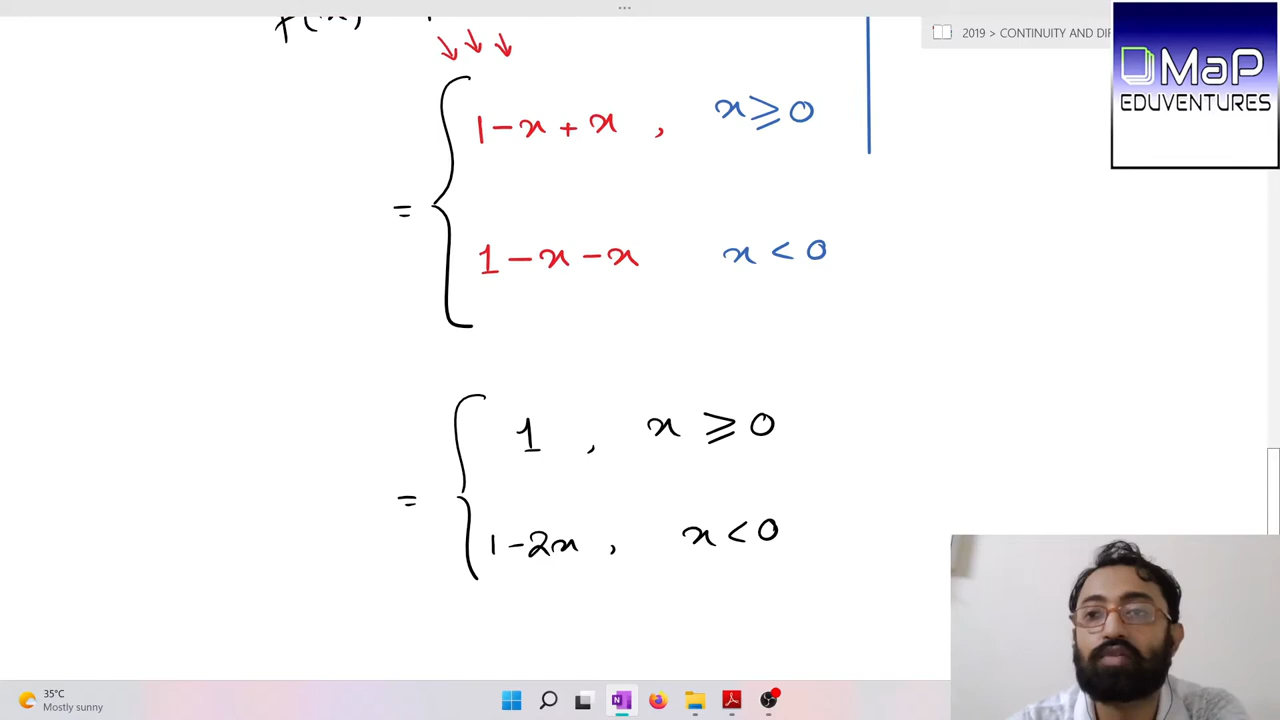 2019 > CONTINUITY AND DIF
MaP
EDUVENTURES
1-x+x , x⩾0
=
1-x-x x<0
1 , x ⩾ 0
=
1-2x , x<0
35°C
Mostly sunny